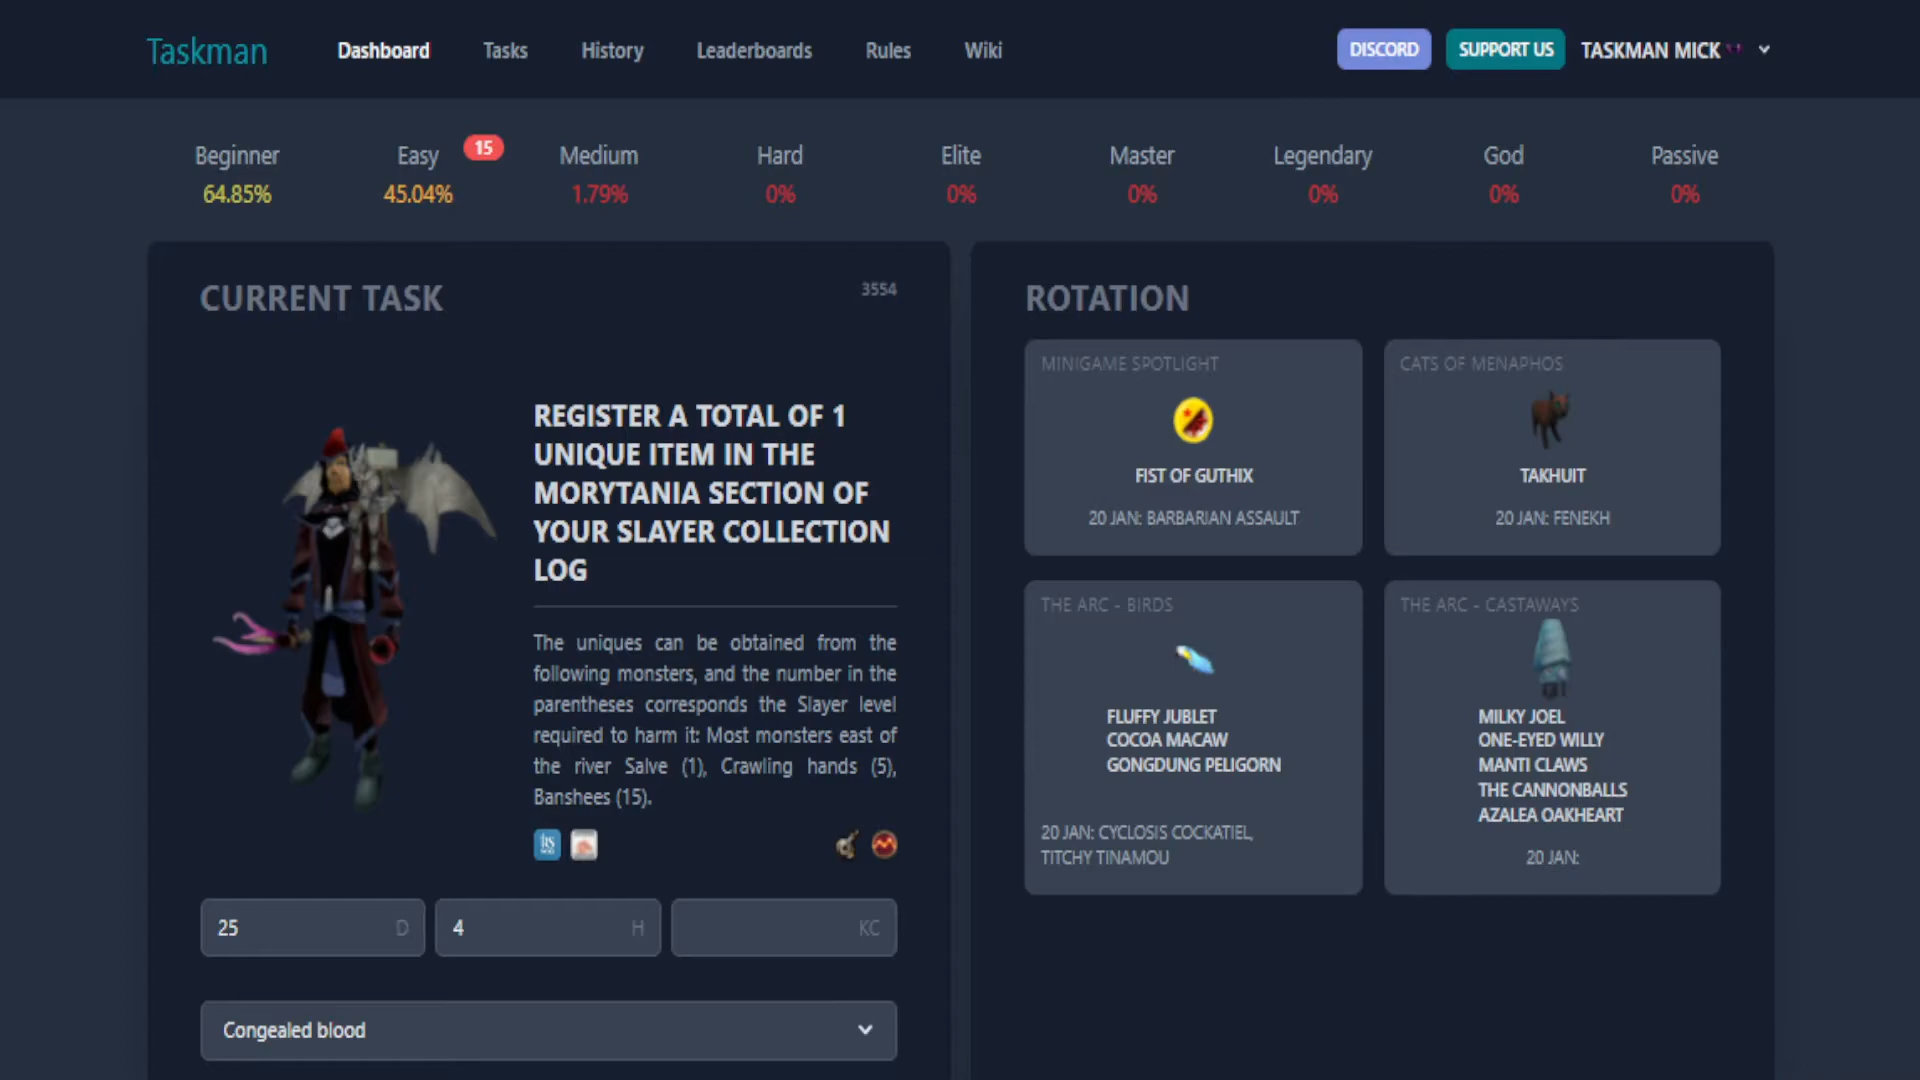 Taskman
Dashboard
Tasks
History
Leaderboards
Rules
Wiki
DISCORD
SUPPORT US
TASKMAN MICK
Beginner
64.85%
Easy
15
45.04%
Medium
1.79%
Hard
0%
Elite
0%
Master
0%
Legendary
0%
God
0%
Passive
0%
CURRENT TASK
3554
REGISTER A TOTAL OF 1
UNIQUE ITEM IN THE
MORYTANIA SECTION OF
YOUR SLAYER COLLECTION
LOG
The uniques can be obtained from the
following monsters, and the number in the
parentheses corresponds the Slayer level
required to harm it: Most monsters east of
the river Salve (1), Crawling hands (5),
Banshees (15).
25 D
4 H
KC
Congealed blood
ROTATION
MINIGAME SPOTLIGHT
FIST OF GUTHIX
20 JAN: BARBARIAN ASSAULT
CATS OF MENAPHOS
TAKHUIT
20 JAN: FENEKH
THE ARC - BIRDS
FLUFFY JUBLET
COCOA MACAW
GONGDUNG PELIGORN
20 JAN: CYCLOSIS COCKATIEL,
TITCHY TINAMOU
THE ARC - CASTAWAYS
MILKY JOEL
ONE-EYED WILLY
MANTI CLAWS
THE CANNONBALLS
AZALEA OAKHEART
20 JAN: